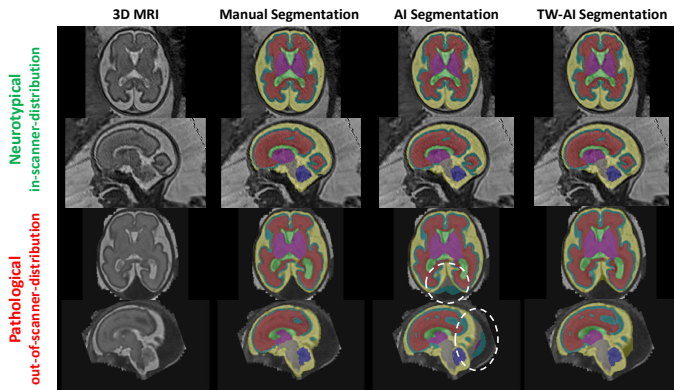 3D MRI
Manual Segmentation
AI Segmentation
TW-AI Segmentation
Neurotypical
in-scanner-distribution
Pathological
out-of-scanner-distribution